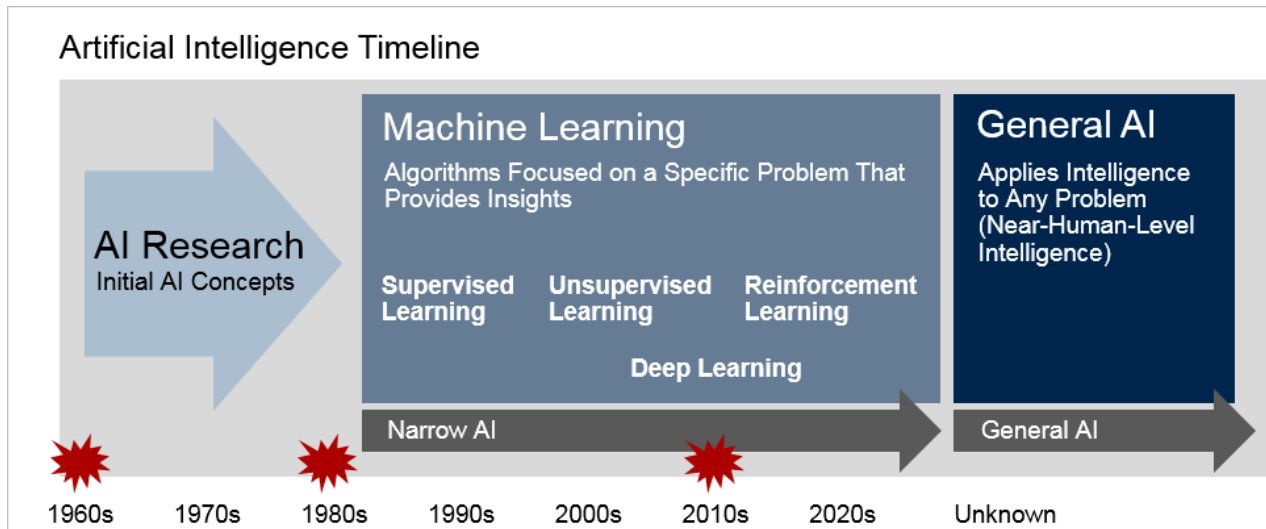 Artificial Intelligence Timeline
AI Research
Initial AI Concepts
Machine Learning
Algorithms Focused on a Specific Problem That
Provides Insights
Supervised
Learning
Unsupervised
Learning
Reinforcement
Learning
Deep Learning
Narrow AI
General AI
Applies Intelligence
to Any Problem
(Near-Human-Level
Intelligence)
General AI
1960s 1970s 1980s 1990s 2000s 2010s 2020s Unknown